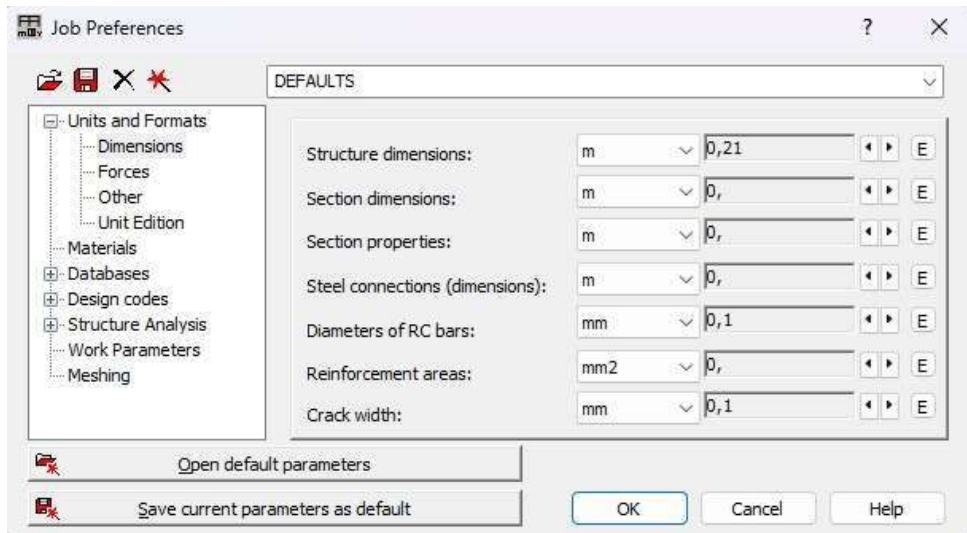 Job Preferences
?
DEFAULTS
Units and Formats
Dimensions
Forces
Other
Unit Edition
Materials
Databases
Design codes
Structure Analysis
Work Parameters
Meshing
Structure dimensions: m 0,21 E
Section dimensions: m 0, E
Section properties: m 0, E
Steel connections (dimensions): m 0, E
Diameters of RC bars: mm 0,1 E
Reinforcement areas: mm2 0, E
Crack width: mm 0,1 E
Open default parameters
Save current parameters as default
OK Cancel Help